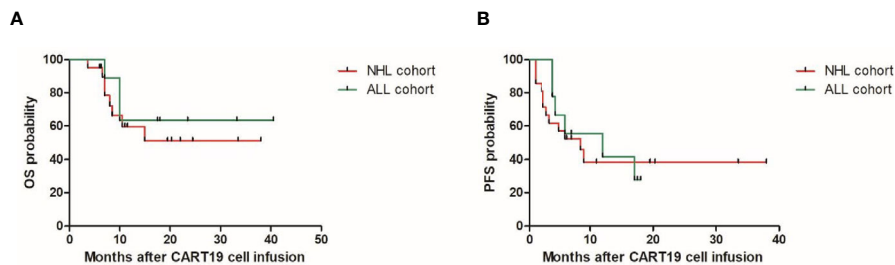 A
OS probability
100
80
60
40
20
0
0 10 20 30 40 50
Months after CART19 cell infusion
NHL cohort
ALL cohort
B
PFS probability
100
80
60
40
20
0
0 10 20 30 40
Months after CART19 cell infusion
NHL cohort
ALL cohort